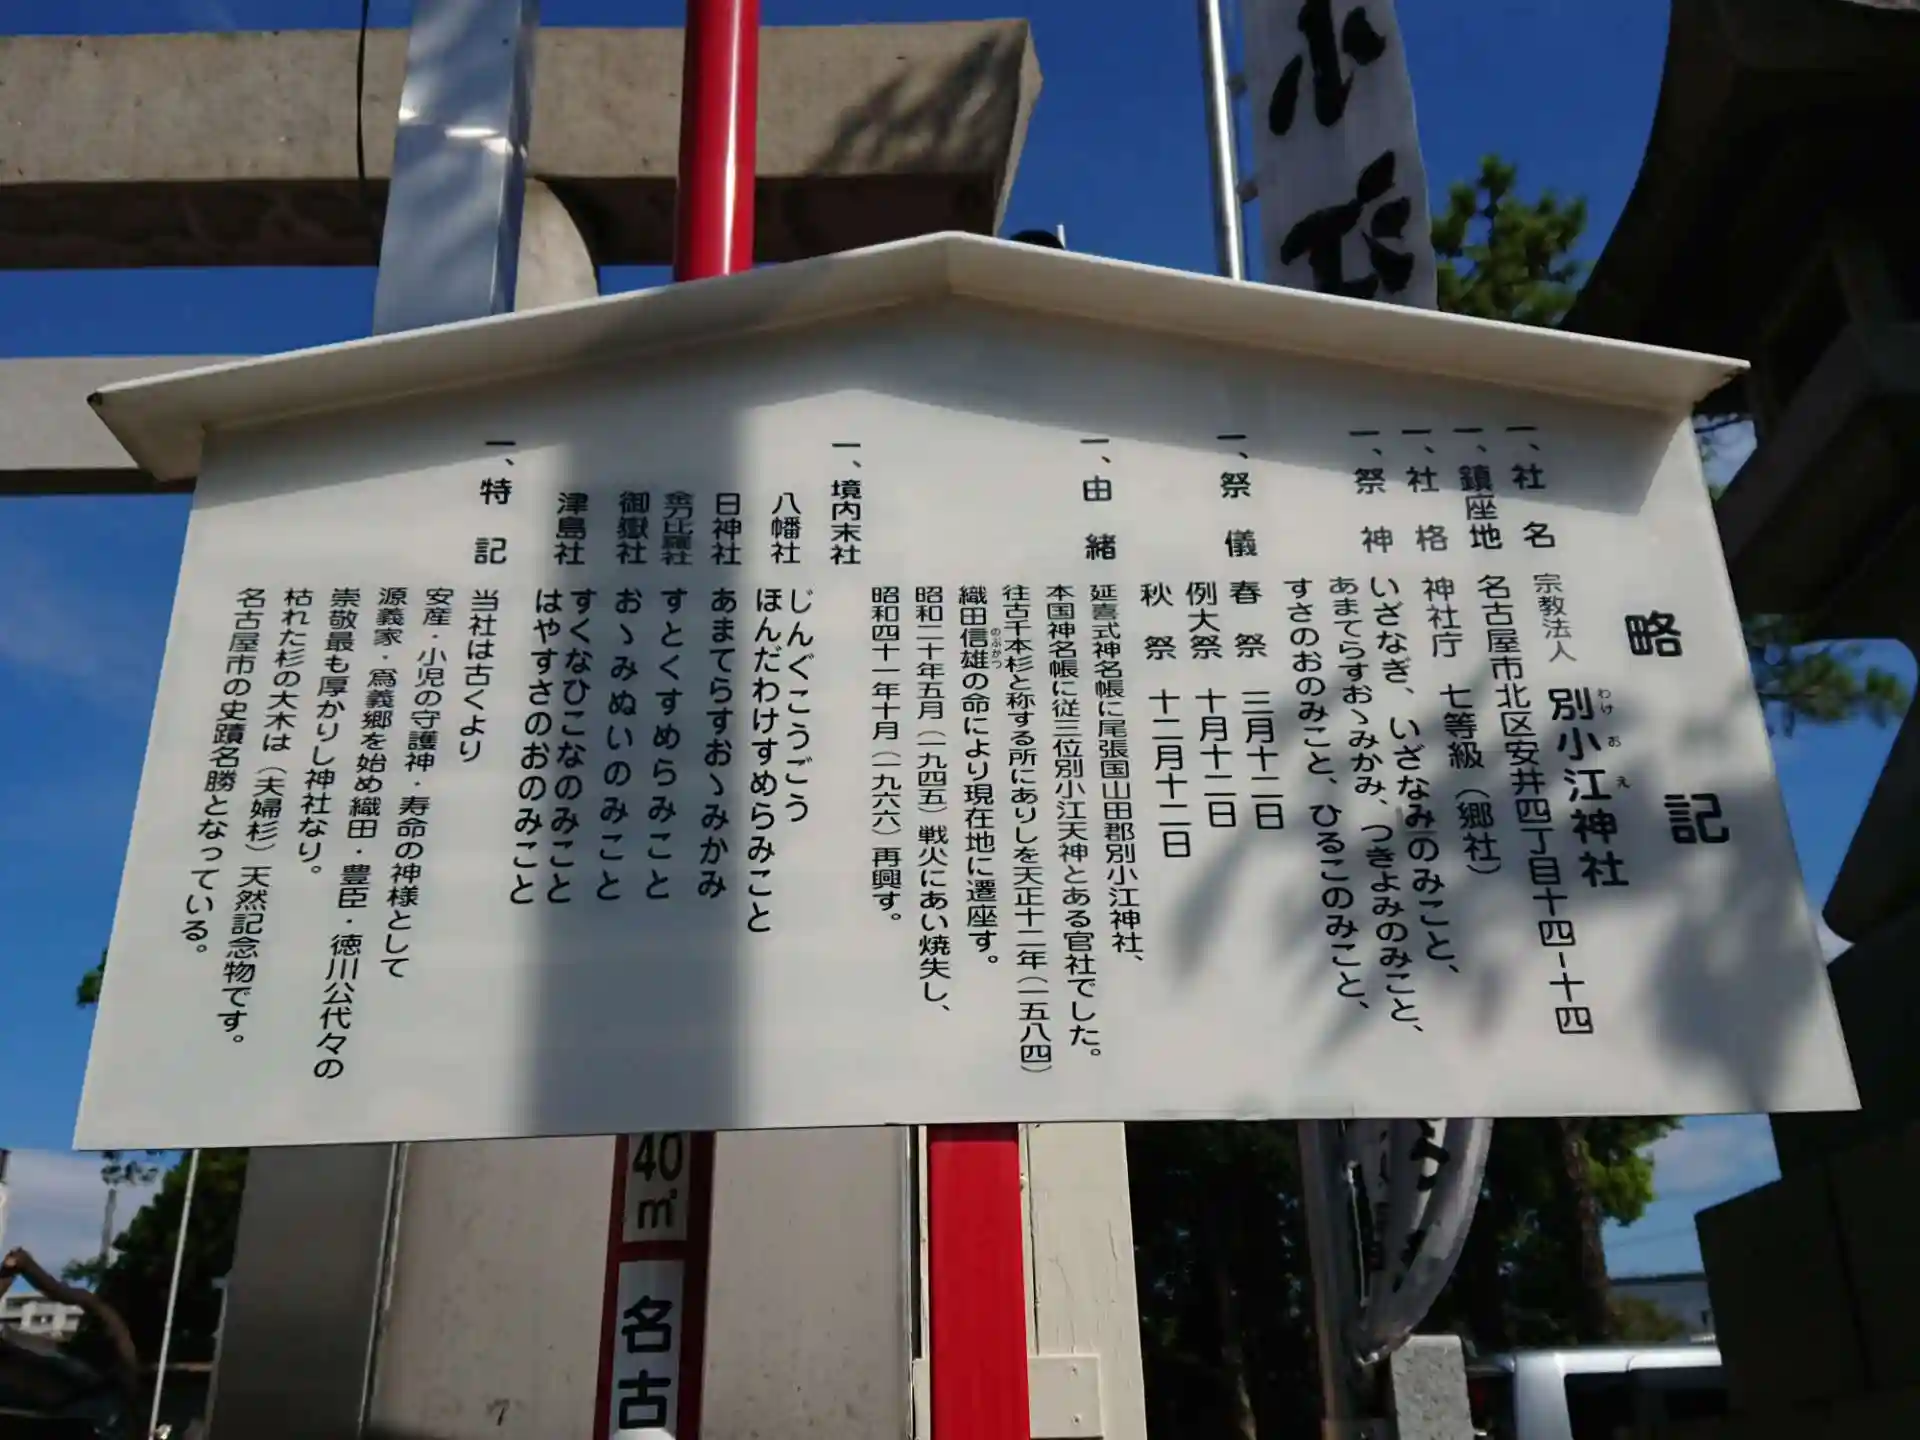 略記
一、社名 宗教法人 別小江神社
わけ お え
一、鎮座地 名古屋市北区安井四丁目十四-十四
一、社格 神社庁 七等級（郷社）
一、祭神 いざなぎ、いざなみのみこと、
あまてらすおゝみかみ、つきよみのみこと、
すさのおのみこと、ひるこのみこと、
一、祭儀 春祭 三月十二日
例大祭 十月十二日
秋祭 十二月十二日
一、由緒 延喜式神名帳に尾張国山田郡別小江神社、
本国神名帳に従三位別小江天神とある官社でした。
往古千本杉と称する所にありしを天正十二年（一五八四）
織田信雄の命により現在地に遷座す。
のぶかつ
昭和二十年五月（一九四五）戦火にあい焼失し、
昭和四十一年十月（一九六六）再興す。
一、境内末社
八幡社 じんぐこうごう
ほんだわけすめらみこと
日神社 あまてらすおゝみかみ
金刀比羅社 すとくすめらみこと
御嶽社 おゝみぬいのみこと
すくなひこなのみこと
津島社 はやすさのおのみこと
一、特記 当社は古くより
安産・小児の守護神・寿命の神様として
源義家・爲義郷を始め織田・豊臣・徳川公代々の
崇敬最も厚かりし神社なり。
枯れた杉の大木は（夫婦杉）天然記念物です。
名古屋市の史蹟名勝となっている。
小江
40
㎡
名古